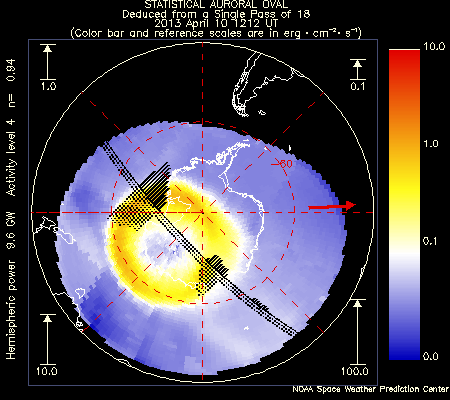 STATISTICAL AURORAL OVAL
Deduced from a Single Pass of 18
2013 April 10 1212 UT
(Color bar and reference scales are in erg·cm⁻²·s⁻¹)
1.0
0.1
10.0
100.0
-60
Hemispheric power 9.6 GW Activity level 4 n= 0.94
10.0
1.0
0.1
0.0
NOAA Space Weather Prediction Center